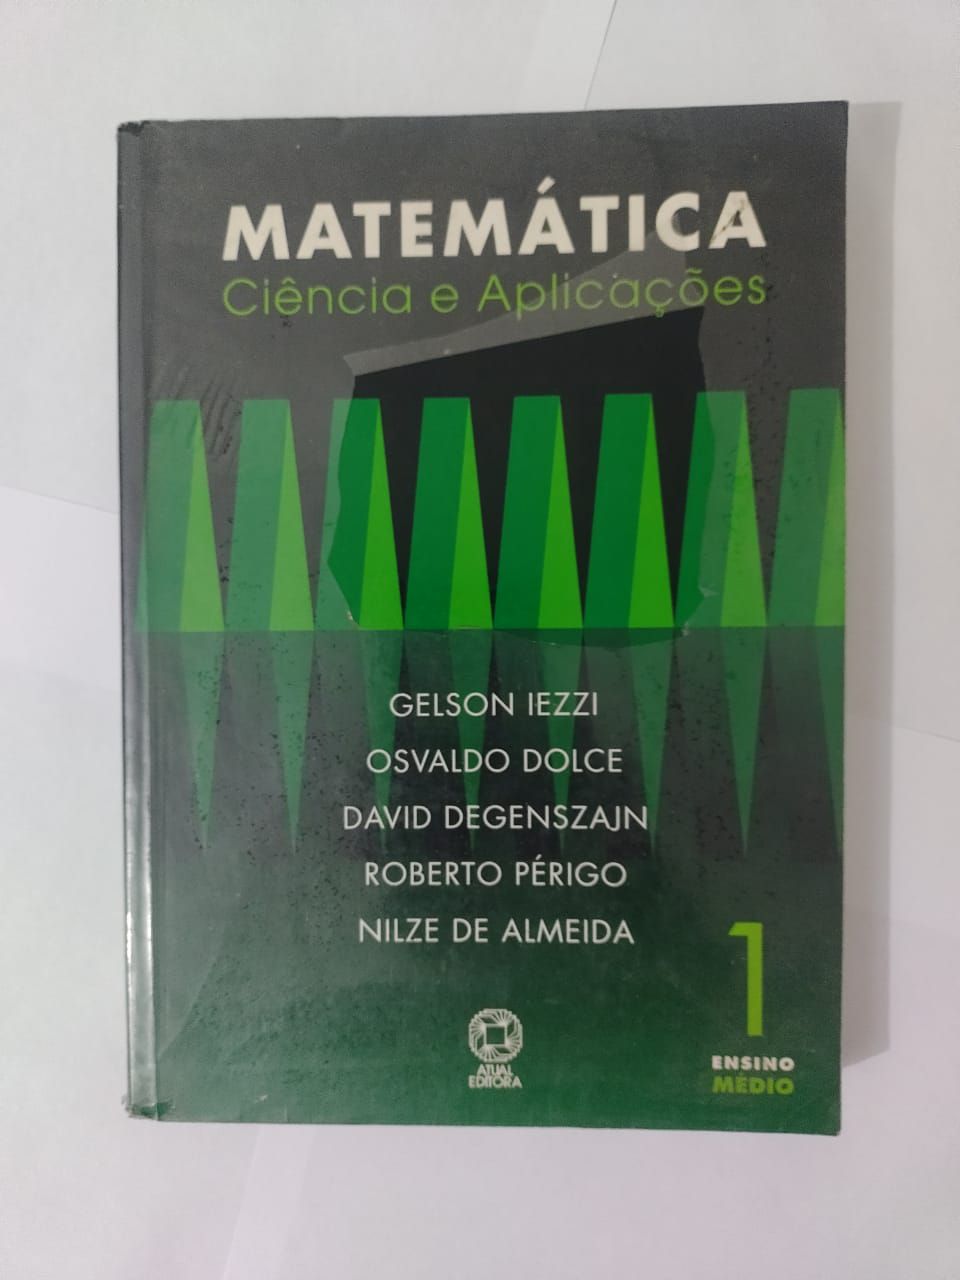 MATEMÁTICA
Ciência e Aplicações
GELSON IEZZI
OSVALDO DOLCE
DAVID DEGENSZAJN
ROBERTO PÉRIGO
NILZE DE ALMEIDA
1
ENSINO
MÉDIO
ATUAL
EDITORA